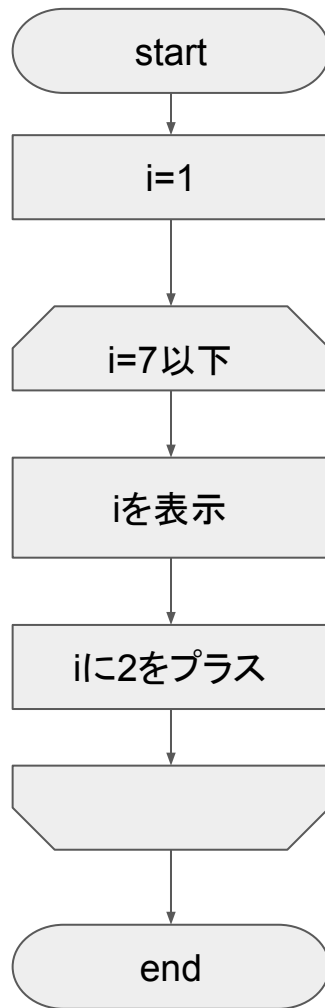 start
i=1
i=7以下
iを表示
iに2をプラス
end